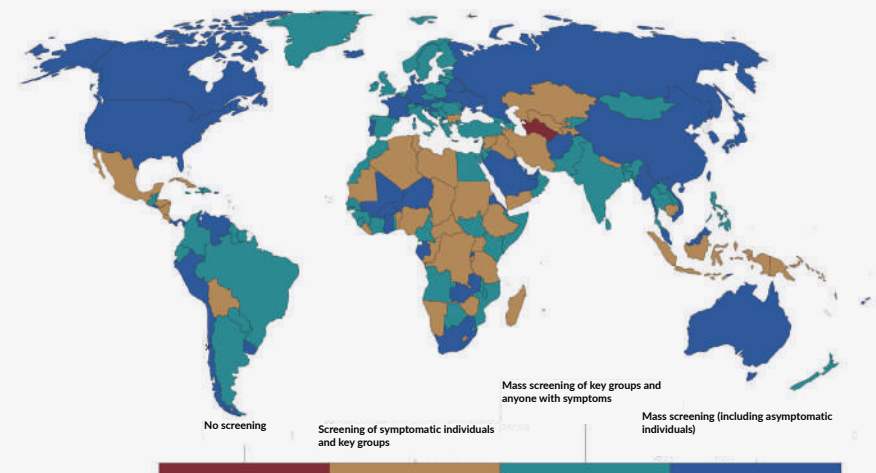 Mass screening of key groups and
anyone with symptoms
Mass screening (including asymptomatic
individuals)
No screening
Screening of symptomatic individuals
and key groups